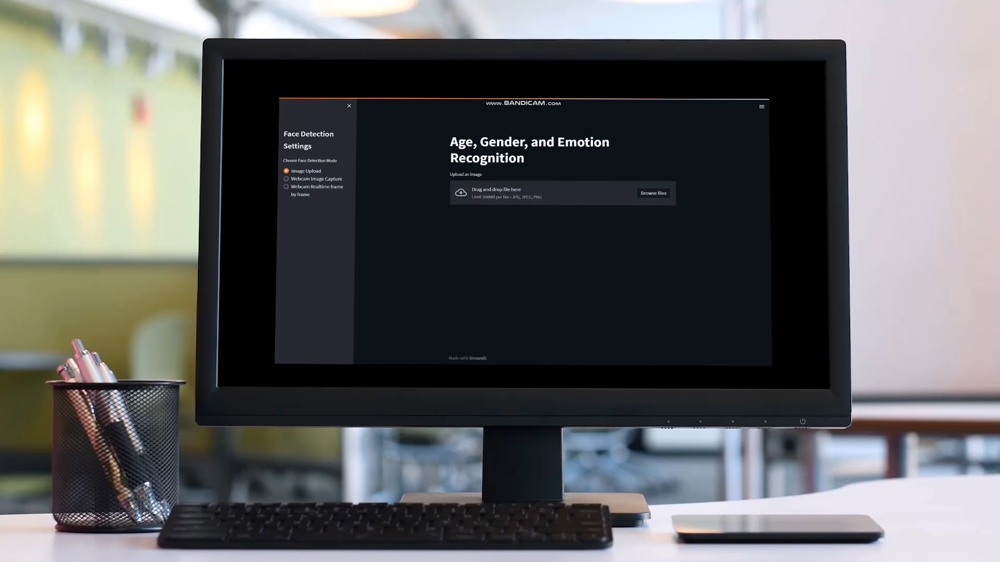 www.BANDICAM.com
Face Detection
Settings
Choose Face Detection Mode
Image Upload
Webcam Image Capture
Webcam Realtime frame
by frame
Age, Gender, and Emotion
Recognition
Upload an Image
Drag and drop file here
Limit 200MB per file • JPG, JPEG, PNG
Browse files
Made with Streamlit